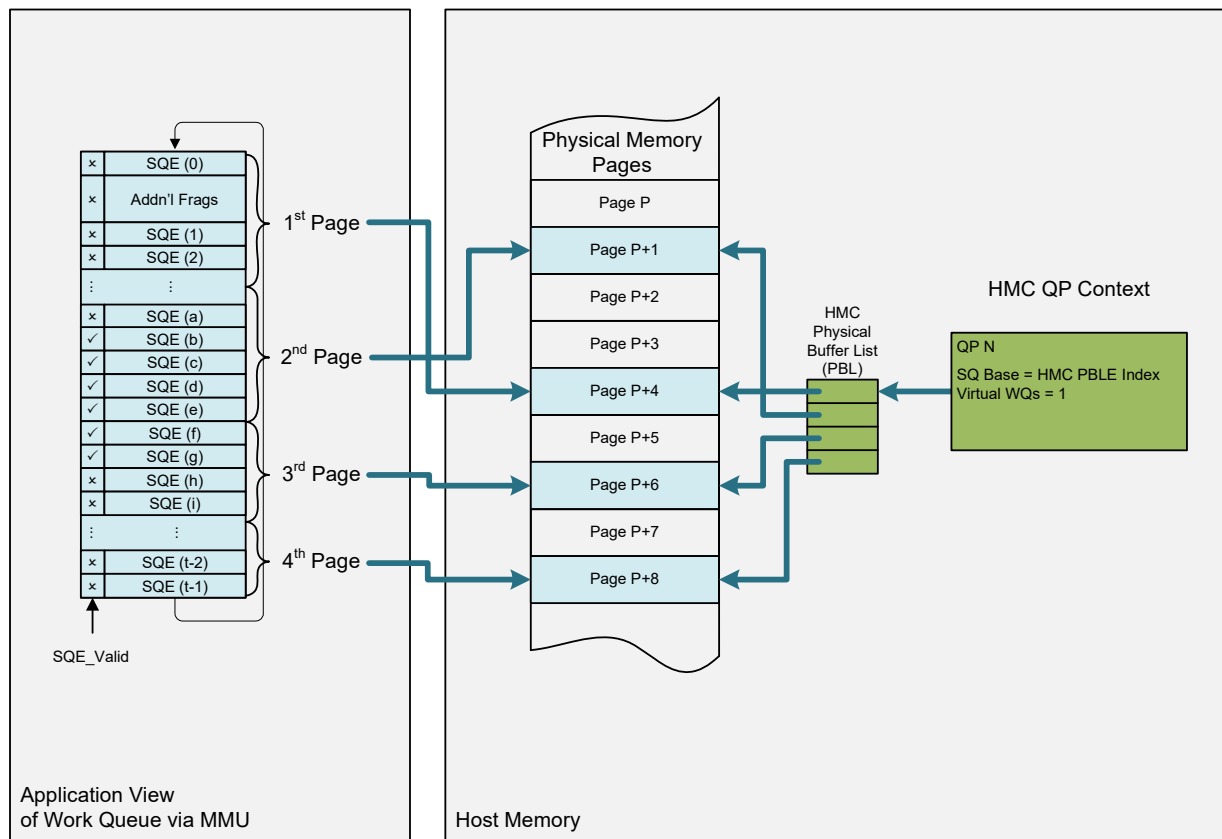 SQE (0)
Addn'l Frags
SQE (1)
SQE (2)
⋮ ⋮
SQE (a)
SQE (b)
SQE (c)
SQE (d)
SQE (e)
SQE (f)
SQE (g)
SQE (h)
SQE (i)
⋮ ⋮
SQE (t-2)
SQE (t-1)
SQE_Valid
1st Page
2nd Page
3rd Page
4th Page
Application View
of Work Queue via MMU
Physical Memory
Pages
Page P
Page P+1
Page P+2
Page P+3
Page P+4
Page P+5
Page P+6
Page P+7
Page P+8
HMC
Physical
Buffer List
(PBL)
HMC QP Context
QP N
SQ Base = HMC PBLE Index
Virtual WQs = 1
Host Memory